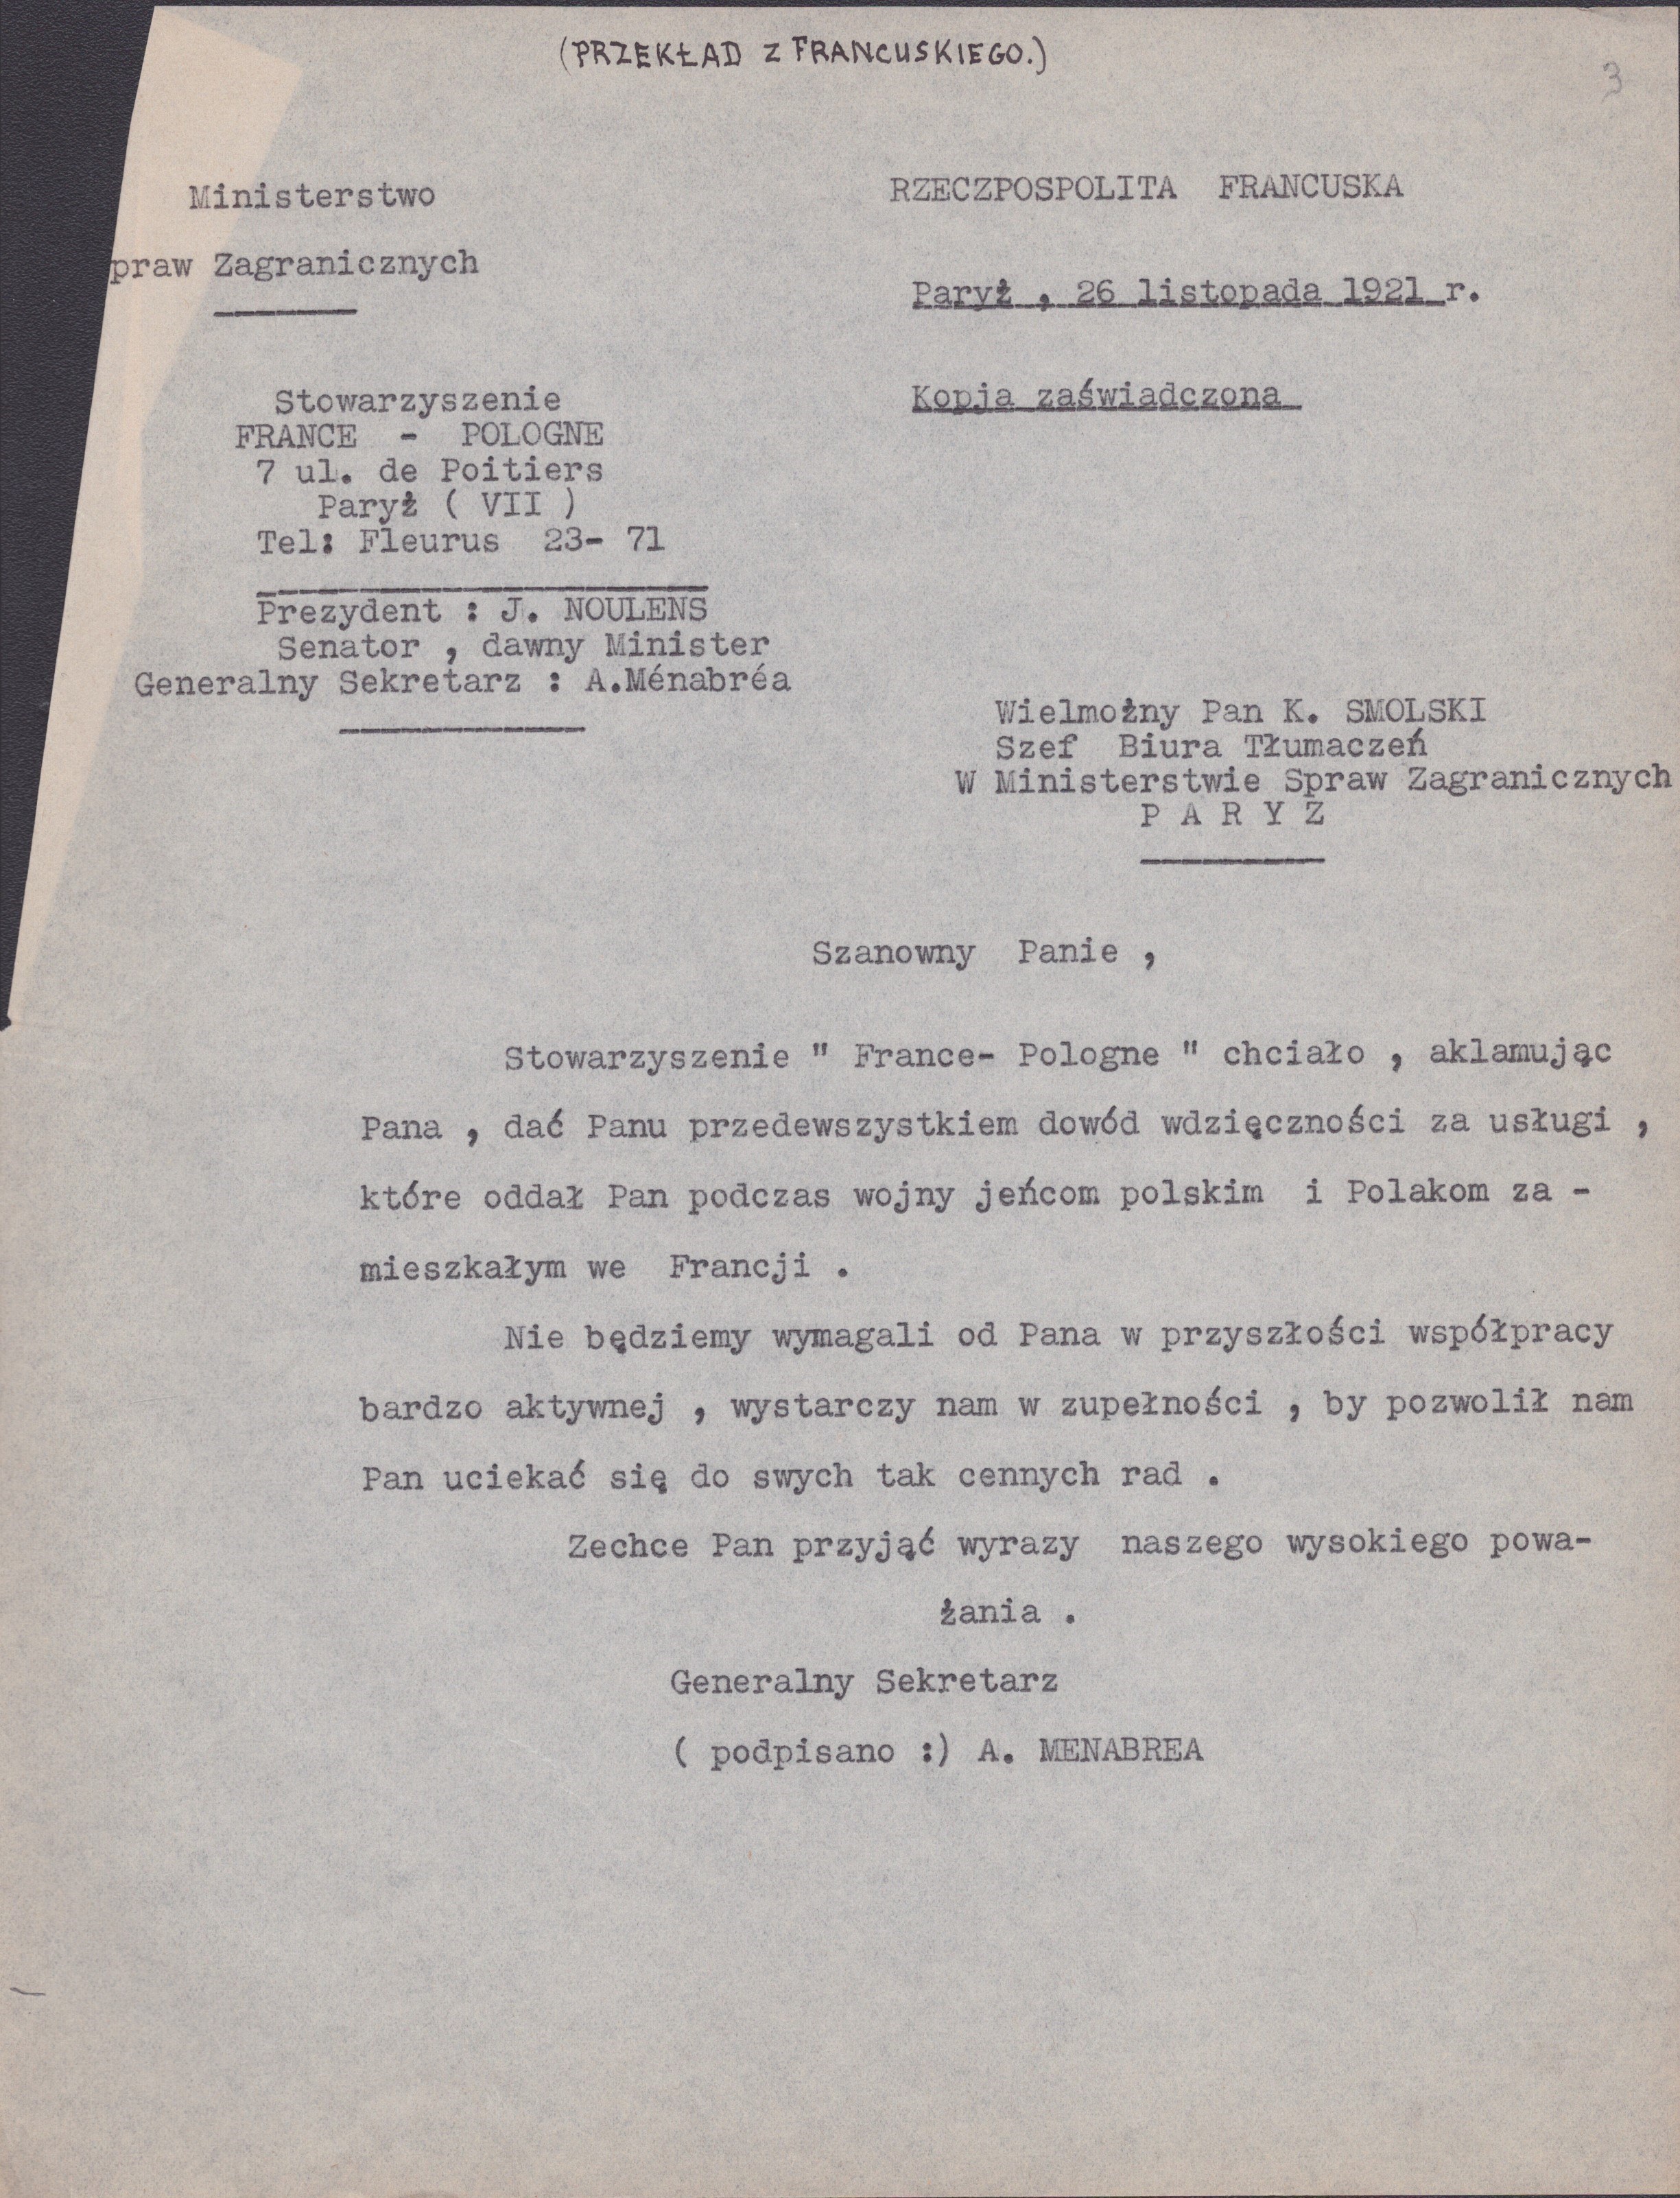 (PRZEKŁAD Z FRANCUSKIEGO.)
3
Ministerstwo
praw Zagranicznych
RZECZPOSPOLITA FRANCUSKA
Paryż , 26 listopada 1921 r.
Kopja zaświadczona
Stowarzyszenie
FRANCE - POLOGNE
7 ul. de Poitiers
Paryż ( VII )
Tel: Fleurus 23- 71
Prezydent : J. NOULENS
Senator , dawny Minister
Generalny Sekretarz : A.Ménabréa
Wielmożny Pan K. SMOLSKI
Szef Biura Tłumaczeń
W Ministerstwie Spraw Zagranicznych
P A R Y Z
Szanowny Panie ,
Stowarzyszenie " France- Pologne " chciało , aklamując
Pana , dać Panu przedewszystkiem dowód wdzięczności za usługi ,
które oddał Pan podczas wojny jeńcom polskim i Polakom za -
mieszkałym we Francji .
Nie będziemy wymagali od Pana w przyszłości współpracy
bardzo aktywnej , wystarczy nam w zupełności , by pozwolił nam
Pan uciekać się do swych tak cennych rad .
Zechce Pan przyjąć wyrazy naszego wysokiego powa-
żania .
Generalny Sekretarz
( podpisano :) A. MENABREA